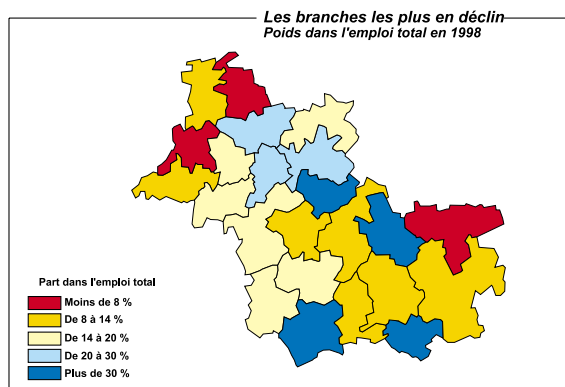 Les branches les plus en déclin
Poids dans l'emploi total en 1998
Part dans l'emploi total
Moins de 8 %
De 8 à 14 %
De 14 à 20 %
De 20 à 30 %
Plus de 30 %